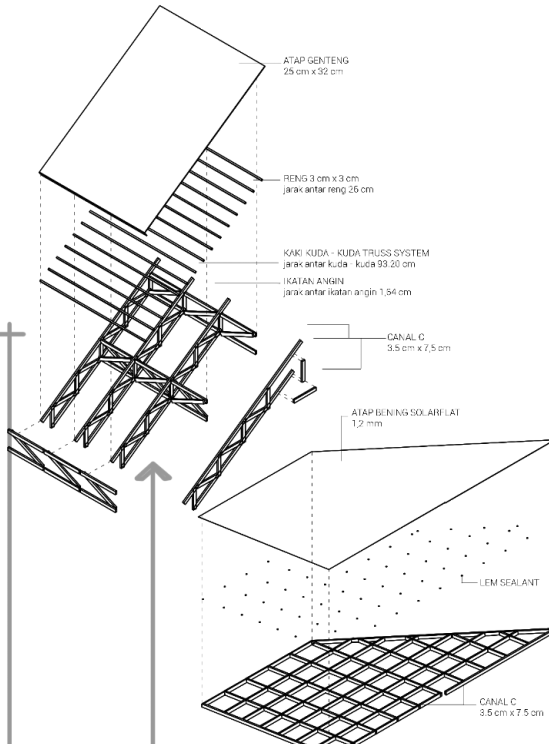 ATAP GENTENG
25 cm x 32 cm
RENG 3 cm x 3 cm
jarak antar reng 26 cm
KAKI KUDA - KUDA TRUSS SYSTEM
jarak antar kuda - kuda 93.20 cm
IKATAN ANGIN
jarak antar ikatan angin 1,64 cm
CANAL C
3.5 cm x 7,5 cm
ATAP BENING SOLARFLAT
1,2 mm
LEM SEALANT
CANAL C
3.5 cm x 7.5 cm